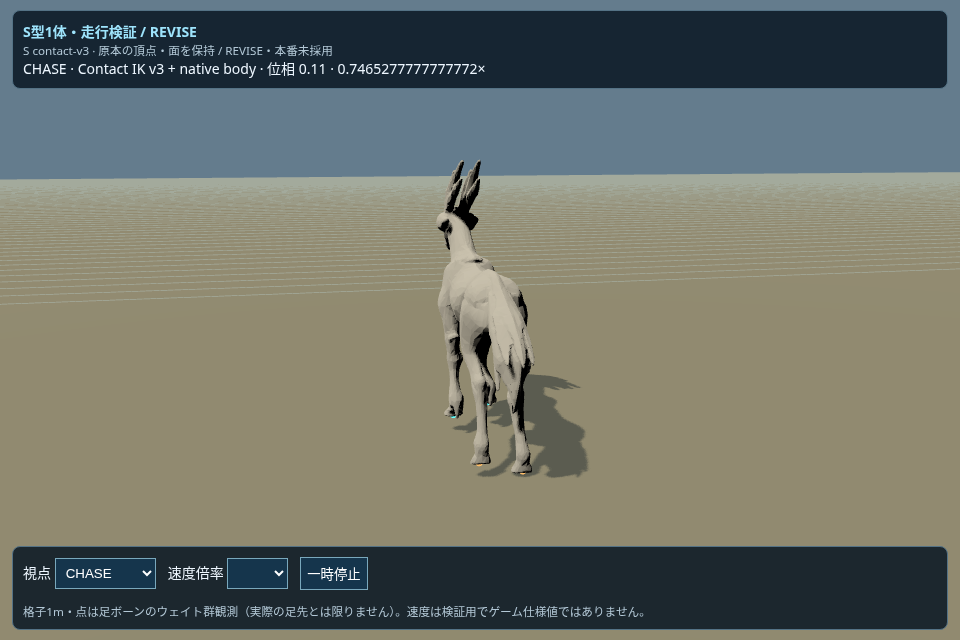 S型1体・走行検証 / REVISE
S contact-v3 · 原本の頂点・面を保持 / REVISE・本番未採用
CHASE · Contact IK v3 + native body · 位相 0.11 · 0.7465277777777772×
視点 CHASE 速度倍率 一時停止
格子1m・点は足ボーンのウェイト群観測（実際の足先とは限りません）。速度は検証用でゲーム仕様値ではありません。